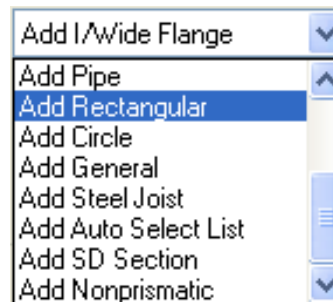 Add I/Wide Flange
Add Pipe
Add Rectangular
Add Circle
Add General
Add Steel Joist
Add Auto Select List
Add SD Section
Add Nonprismatic